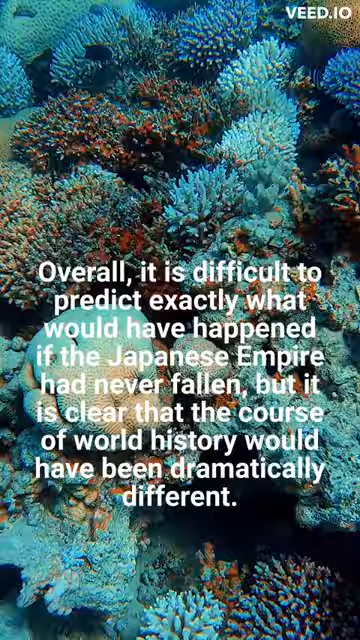 VEED.IO
Overall, it is difficult to
predict exactly what
would have happened
if the Japanese Empire
had never fallen, but it
is clear that the course
of world history would
have been dramatically
different.